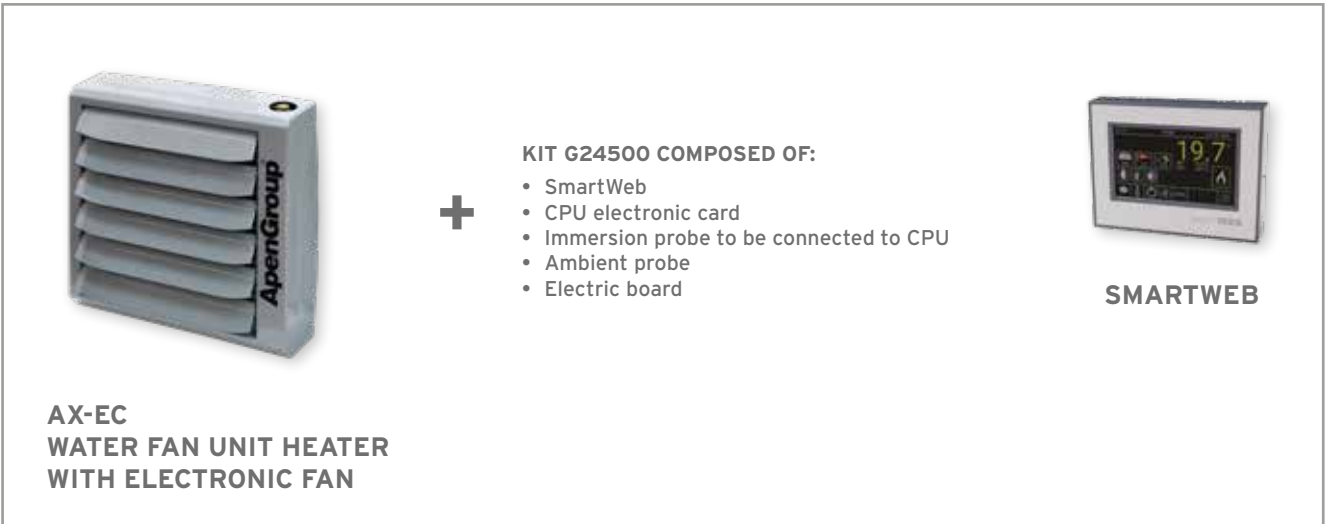 ApenGroup
KIT G24500 COMPOSED OF:
• SmartWeb
• CPU electronic card
• Immersion probe to be connected to CPU
• Ambient probe
• Electric board
19.7
SMARTWEB
+
AX-EC
WATER FAN UNIT HEATER
WITH ELECTRONIC FAN